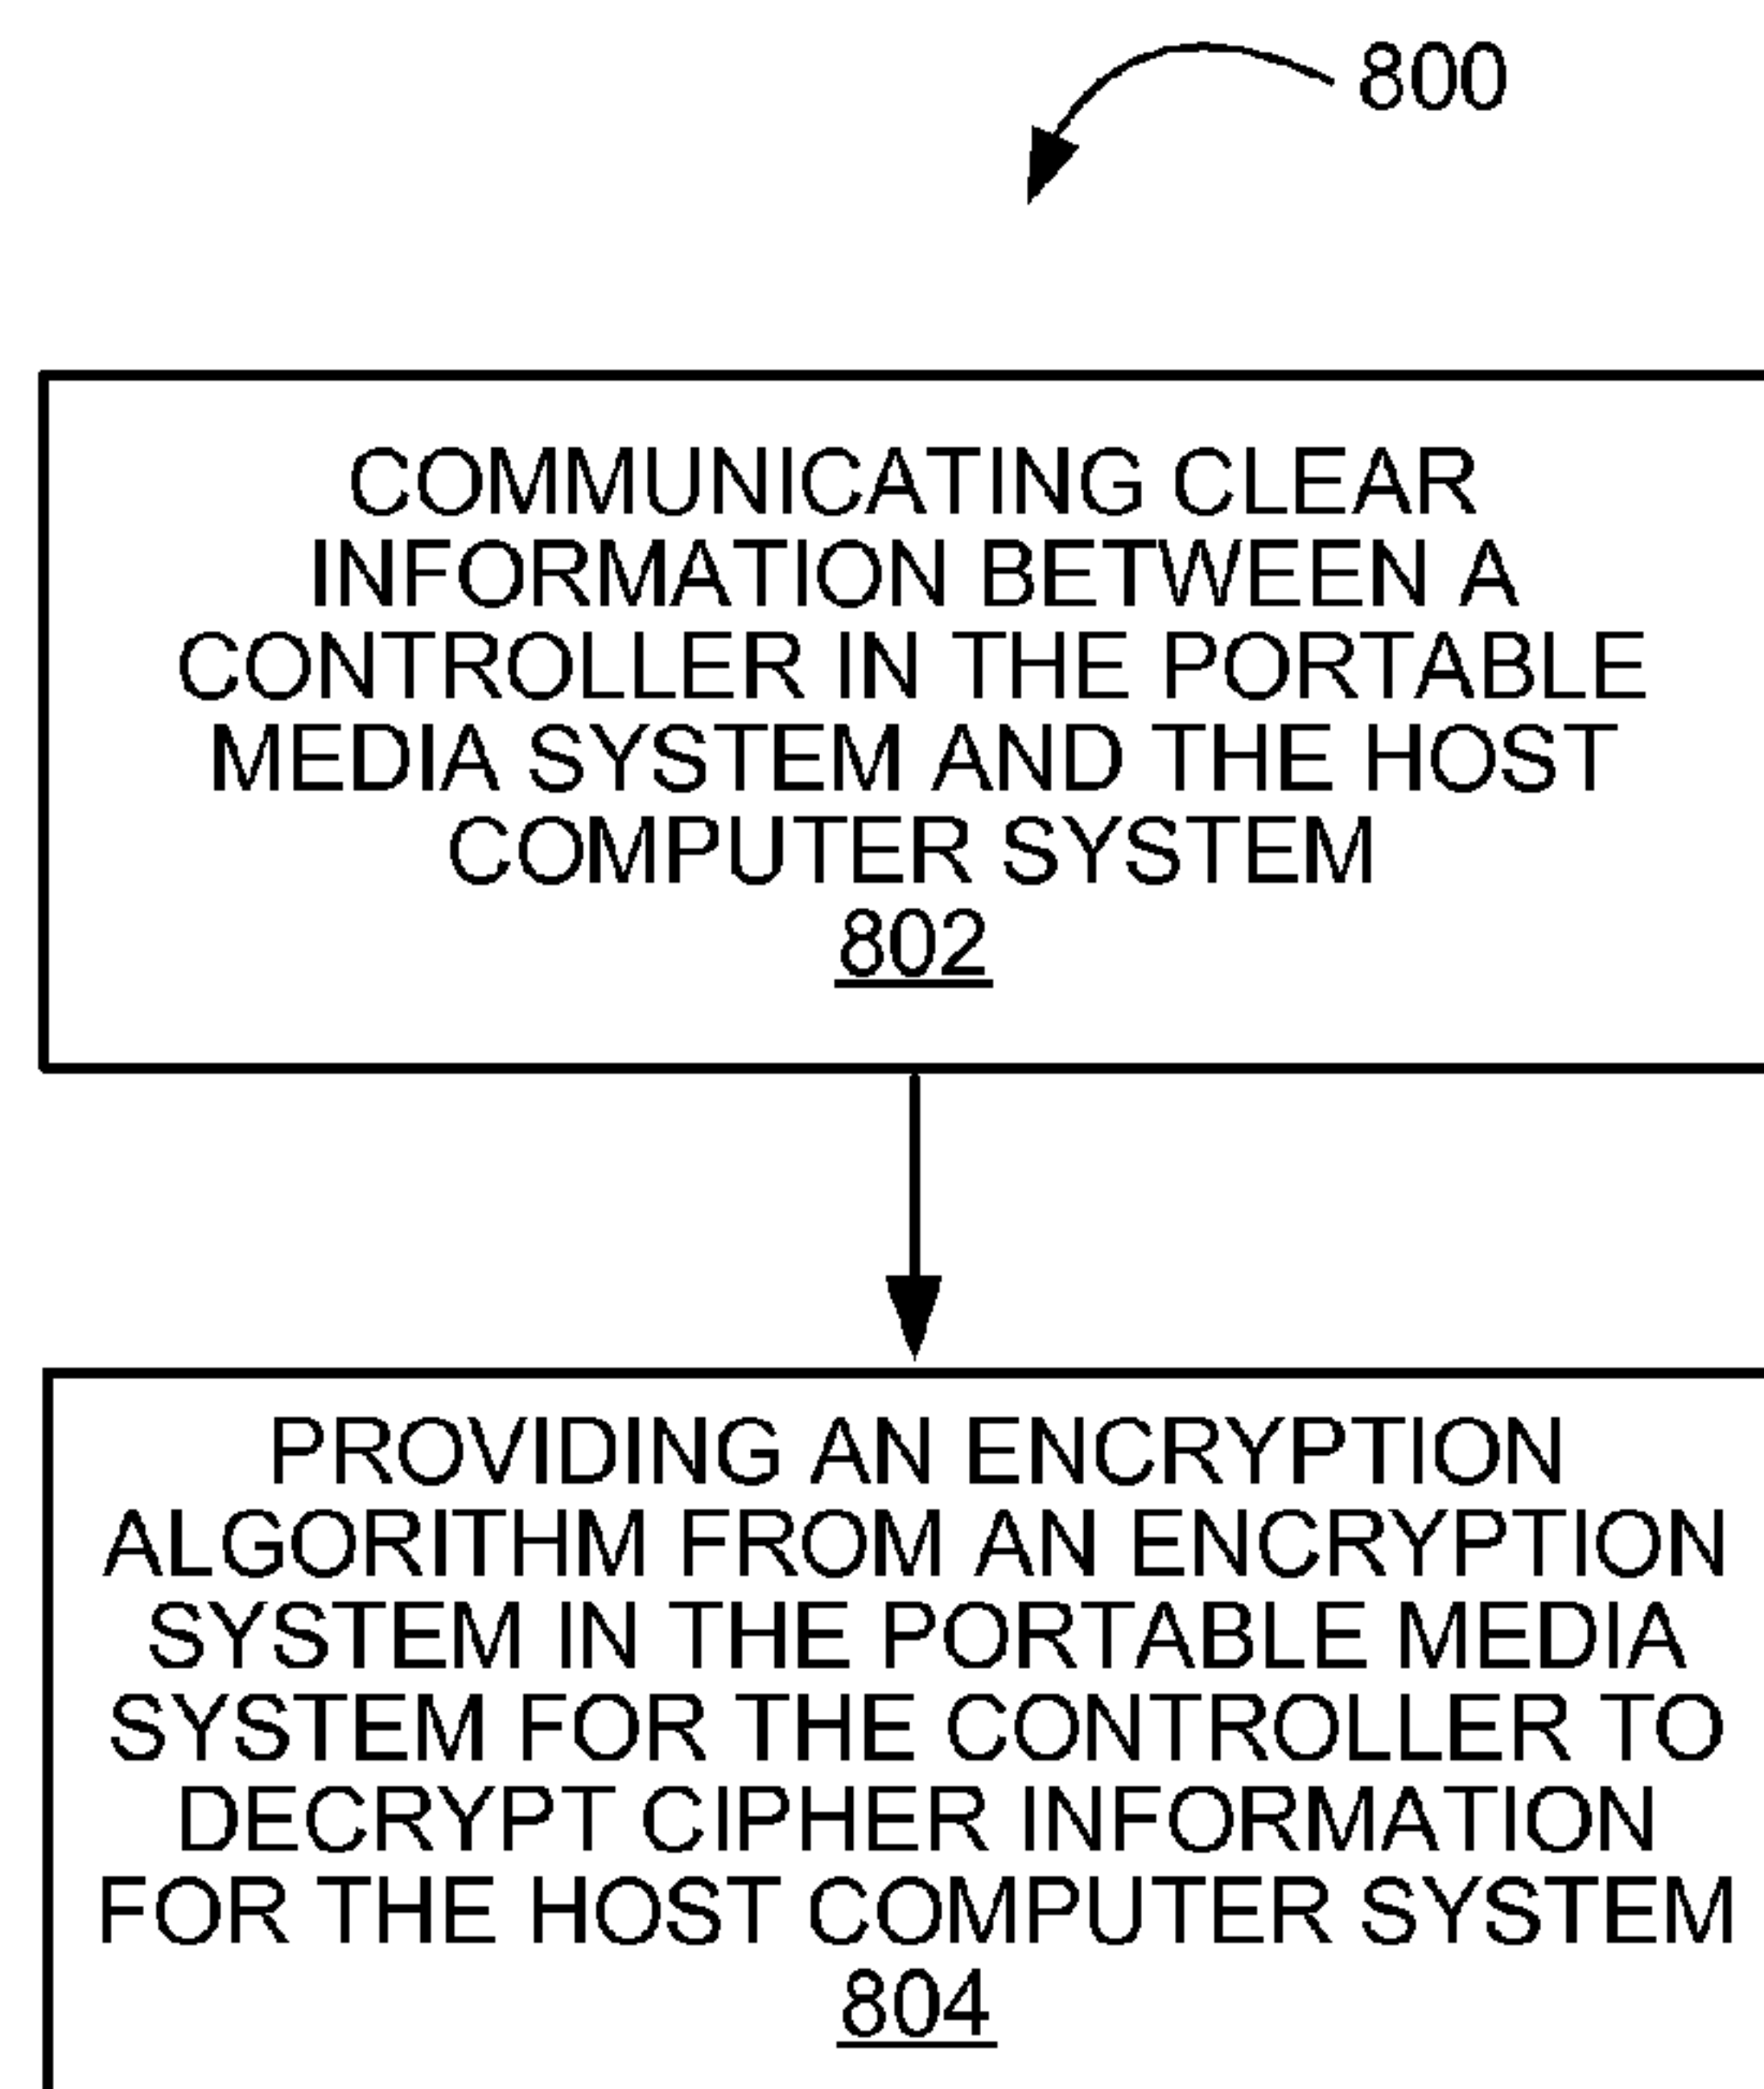 800
COMMUNICATING CLEAR
INFORMATION BETWEEN A
CONTROLLER IN THE PORTABLE
MEDIA SYSTEM AND THE HOST
COMPUTER SYSTEM
802
PROVIDING AN ENCRYPTION
ALGORITHM FROM AN ENCRYPTION
SYSTEM IN THE PORTABLE MEDIA
SYSTEM FOR THE CONTROLLER TO
DECRYPT CIPHER INFORMATION
FOR THE HOST COMPUTER SYSTEM
804